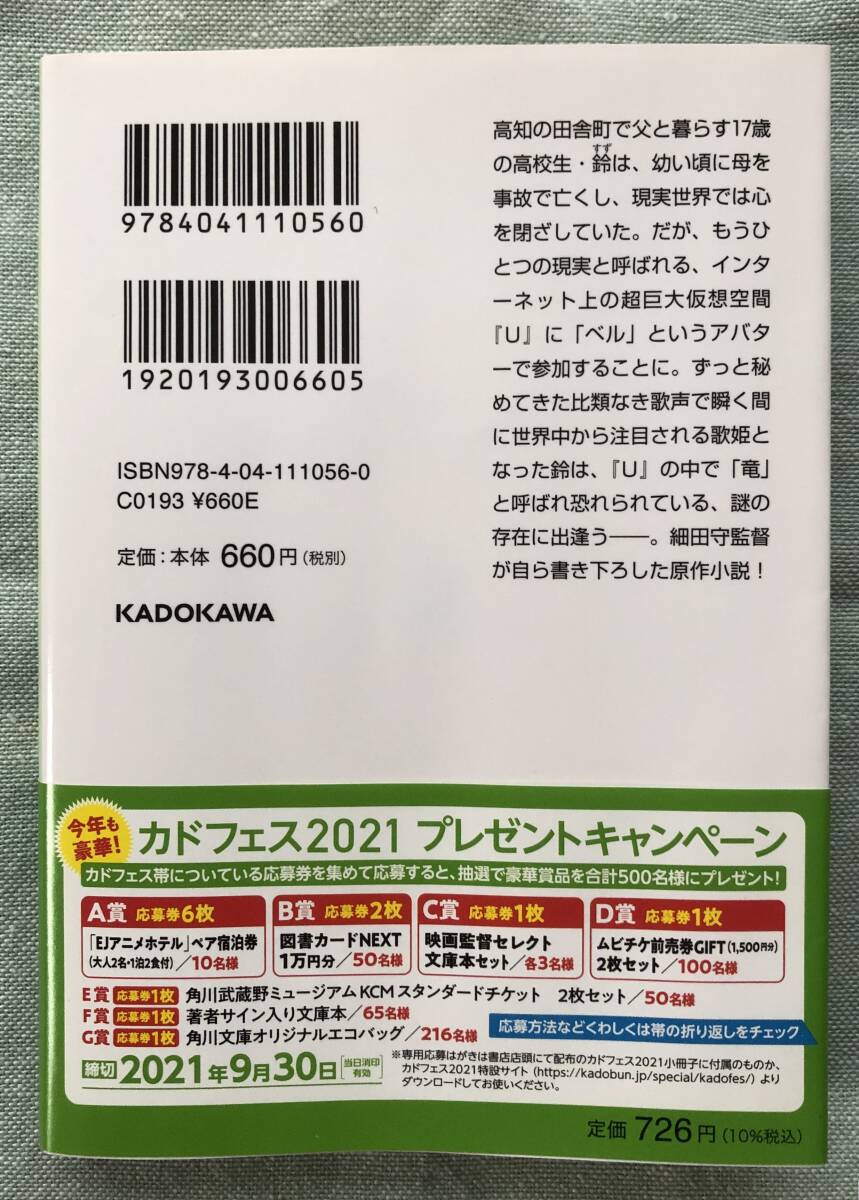 9784041110560
1920193006605
ISBN978-4-04-111056-0
C0193 ¥660E
定価：本体 660円（税別）
KADOKAWA
高知の田舎町で父と暮らす17歳
の高校生・鈴は、幼い頃に母を
すず
事故で亡くし、現実世界では心
を閉ざしていた。だが、もうひ
とつの現実と呼ばれる、インタ
ーネット上の超巨大仮想空間
『U』に「ベル」というアバタ
ーで参加することに。ずっと秘
めてきた比類なき歌声で瞬く間
に世界中から注目される歌姫と
なった鈴は、『U』の中で「竜」
と呼ばれ恐れられている、謎の
存在に出逢う——。細田守監督
が自ら書き下ろした原作小説！
今年も
豪華！
カドフェス2021 プレゼントキャンペーン
カドフェス帯についている応募券を集めて応募すると、抽選で豪華賞品を合計500名様にプレゼント！
A賞 応募券6枚
「EJアニメホテル」ペア宿泊券
（大人2名・1泊2食付）／10名様
B賞 応募券2枚
図書カードNEXT
1万円分／50名様
C賞 応募券1枚
映画監督セレクト
文庫本セット／各3名様
D賞 応募券1枚
ムビチケ前売券GIFT（1,500円分）
2枚セット／100名様
E賞 応募券1枚 角川武蔵野ミュージアムKCMスタンダードチケット 2枚セット／50名様
F賞 応募券1枚 著者サイン入り文庫本／65名様
G賞 応募券1枚 角川文庫オリジナルエコバッグ／216名様
応募方法などくわしくは帯の折り返しをチェック
締切 2021年9月30日 当日消印有効
※専用応募はがきは書店店頭にて配布のカドフェス2021小冊子に付属のものか、
カドフェス2021特設サイト（https://kadobun.jp/special/kadofes/）より
ダウンロードしてお使いください。
定価 726円（10%税込）